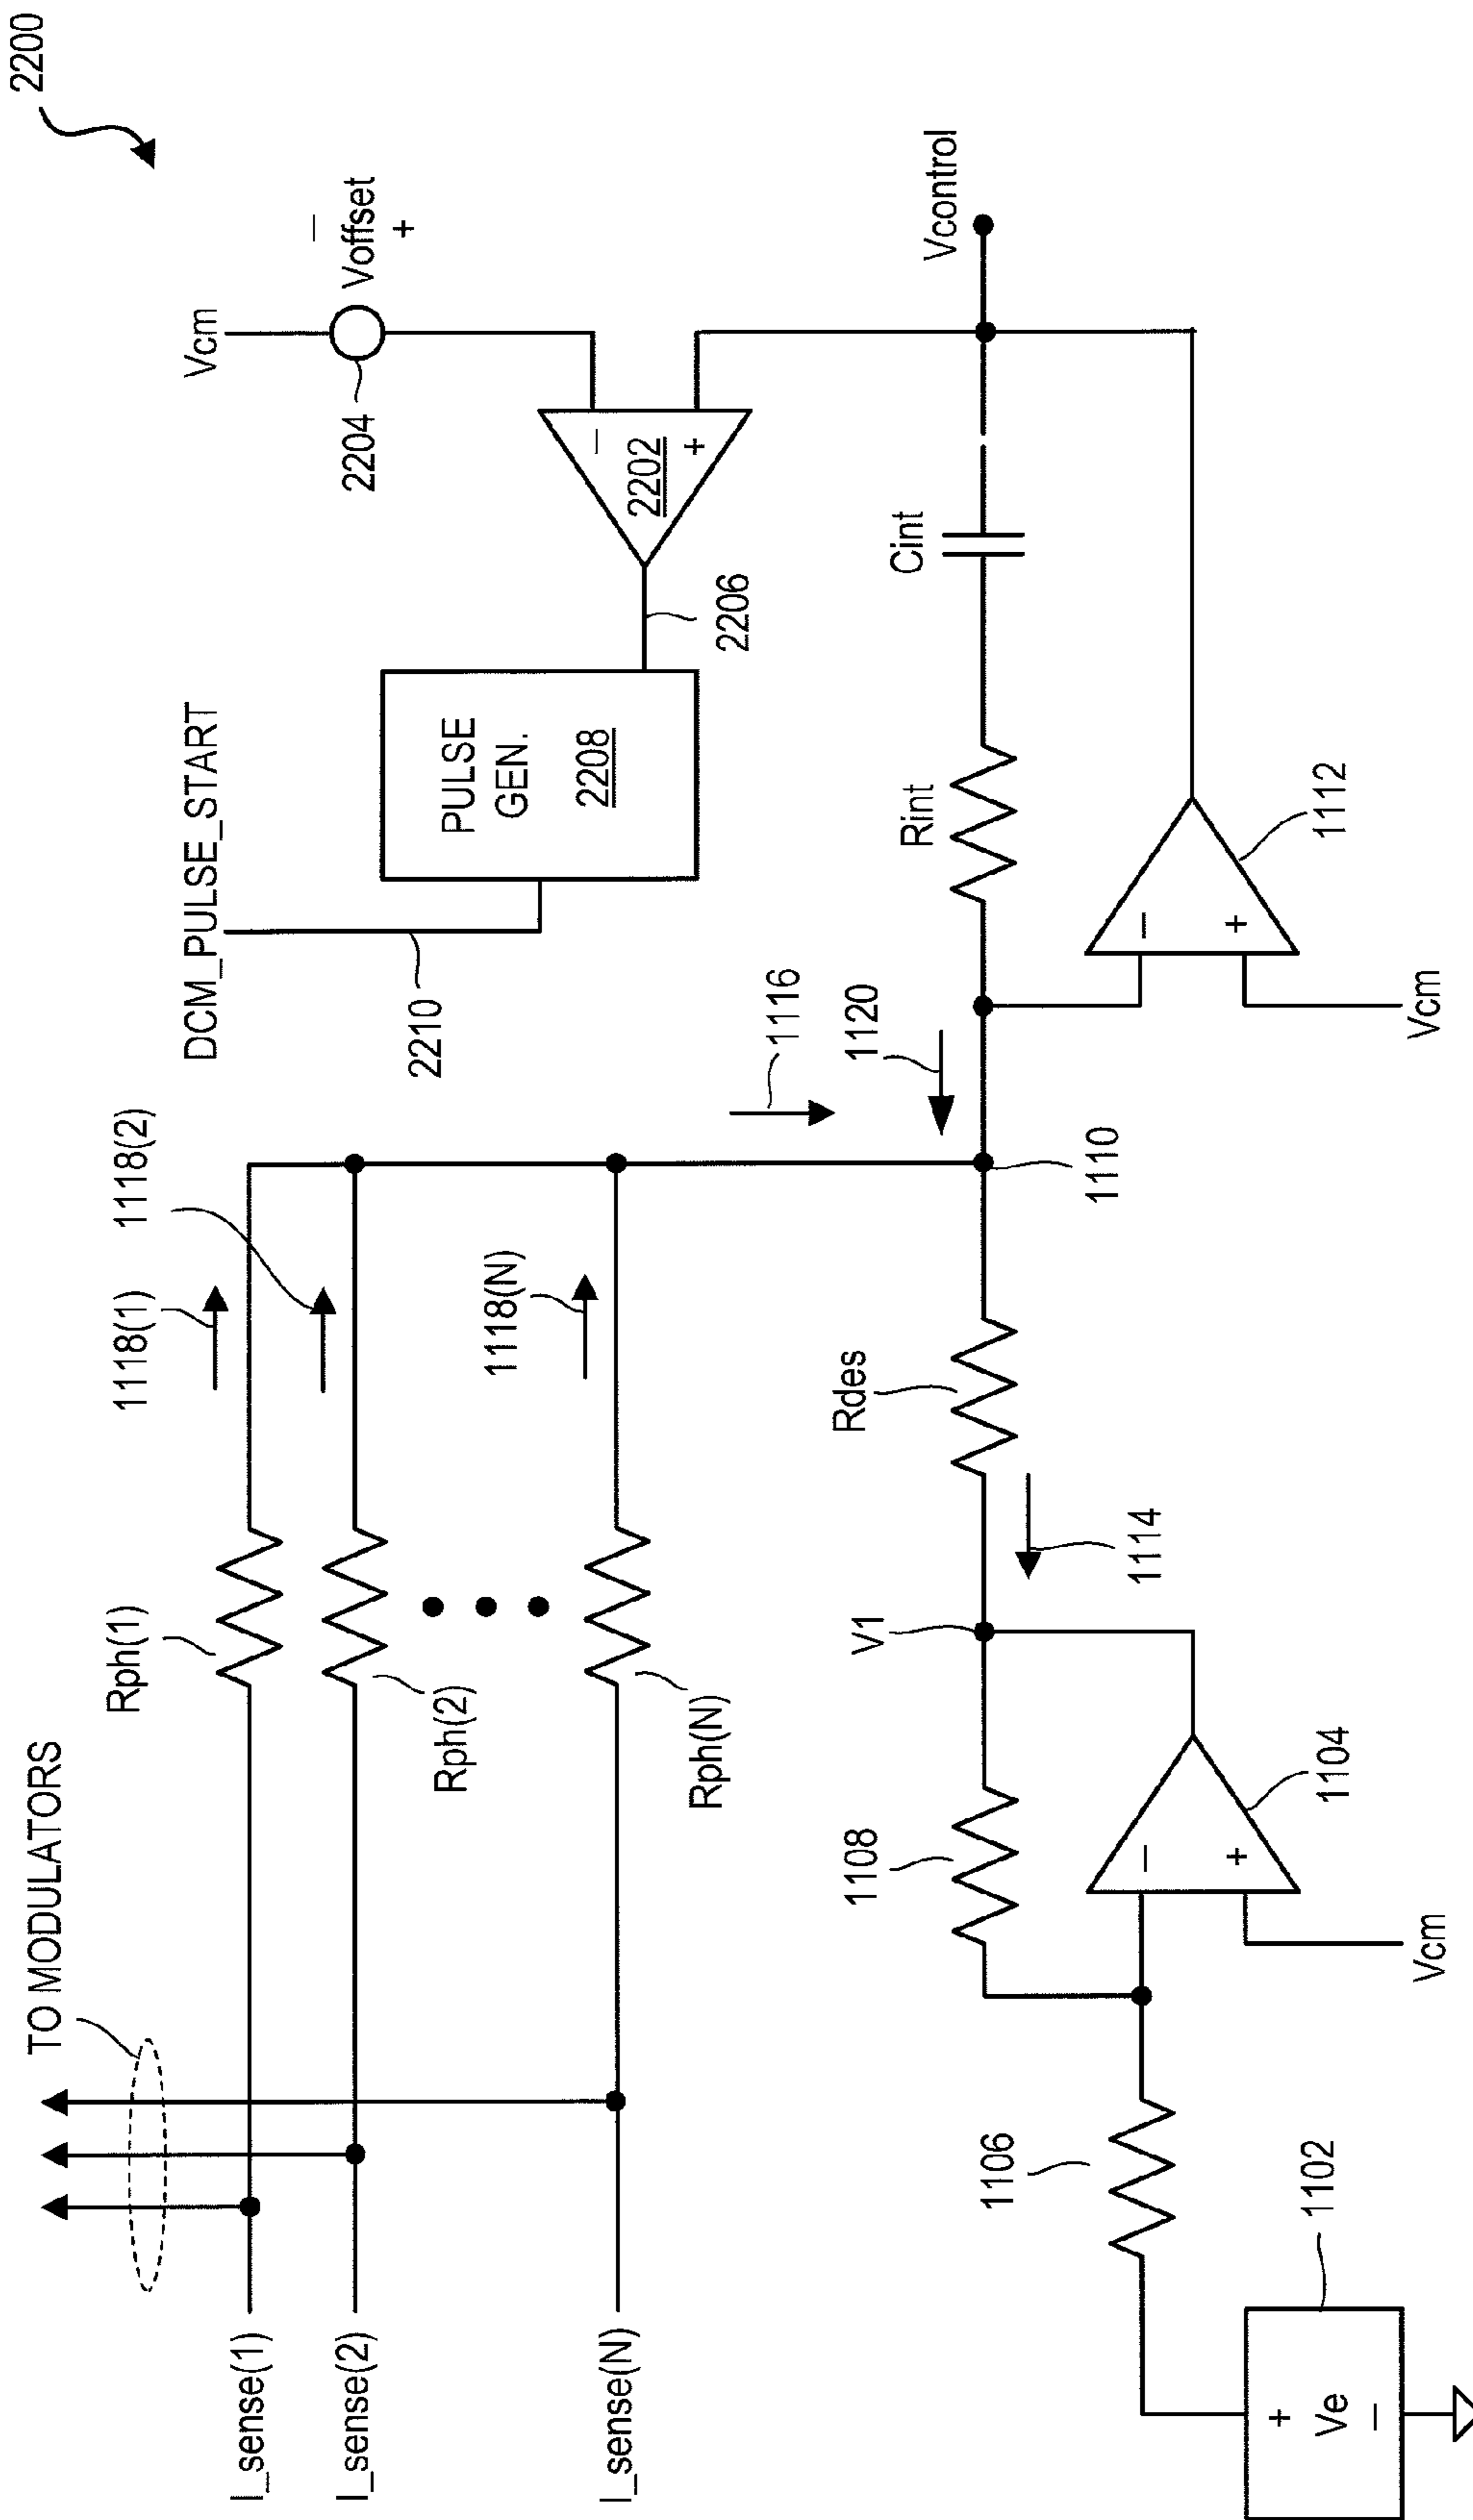 2200
TO MODULATORS
I_sense(1)
Rph(1)
1118(1)
1118(2)
I_sense(2)
Rph(2)
I_sense(N)
Rph(N)
1118(N)
DCM_PULSE_START
2210
PULSE
GEN.
2208
2206
2202
−
+
Vcm
2204
−
Voffset
+
1116
1120
1110
Rdes
1114
V1
Rint
Cint
Vcontrol
−
+
1112
Vcm
1108
−
+
1104
Vcm
1106
1102
+
Ve
−